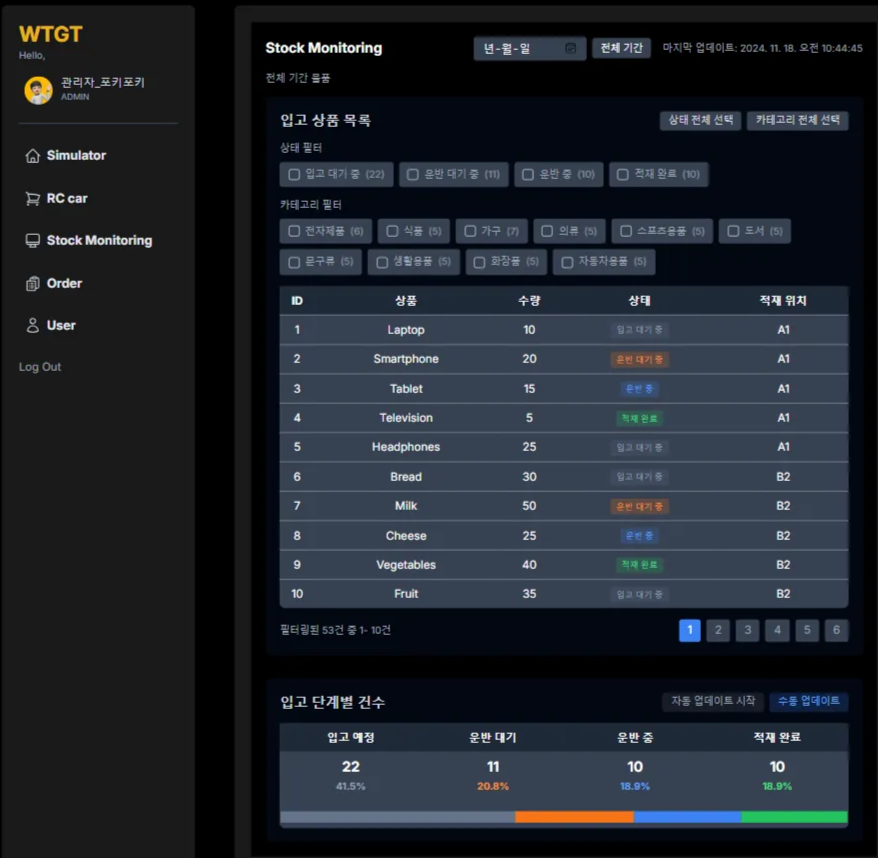 WTGT
Hello,
관리자_포키포키
ADMIN
Simulator
RC car
Stock Monitoring
Order
User
Log Out
Stock Monitoring 년-월-일 전체 기간 마지막 업데이트: 2024. 11. 18. 오전 10:44:45
전체 기간 물품
입고 상품 목록 상태 전체 선택 카테고리 전체 선택
상태 필터
입고 대기 중 (22) 운반 대기 중 (11) 운반 중 (10) 적재 완료 (10)
카테고리 필터
전자제품 (6) 식품 (5) 가구 (7) 의류 (5) 스포츠용품 (5) 도서 (5)
문구류 (5) 생활용품 (5) 화장품 (5) 자동차용품 (5)
ID 상품 수량 상태 적재 위치
1 Laptop 10 입고 대기 중 A1
2 Smartphone 20 운반 대기 중 A1
3 Tablet 15 운반 중 A1
4 Television 5 적재 완료 A1
5 Headphones 25 입고 대기 중 A1
6 Bread 30 입고 대기 중 B2
7 Milk 50 운반 대기 중 B2
8 Cheese 25 운반 중 B2
9 Vegetables 40 적재 완료 B2
10 Fruit 35 입고 대기 중 B2
필터링된 53건 중 1- 10건 1 2 3 4 5 6
입고 단계별 건수 자동 업데이트 시작 수동 업데이트
입고 예정 운반 대기 운반 중 적재 완료
22 11 10 10
41.5% 20.8% 18.9% 18.9%